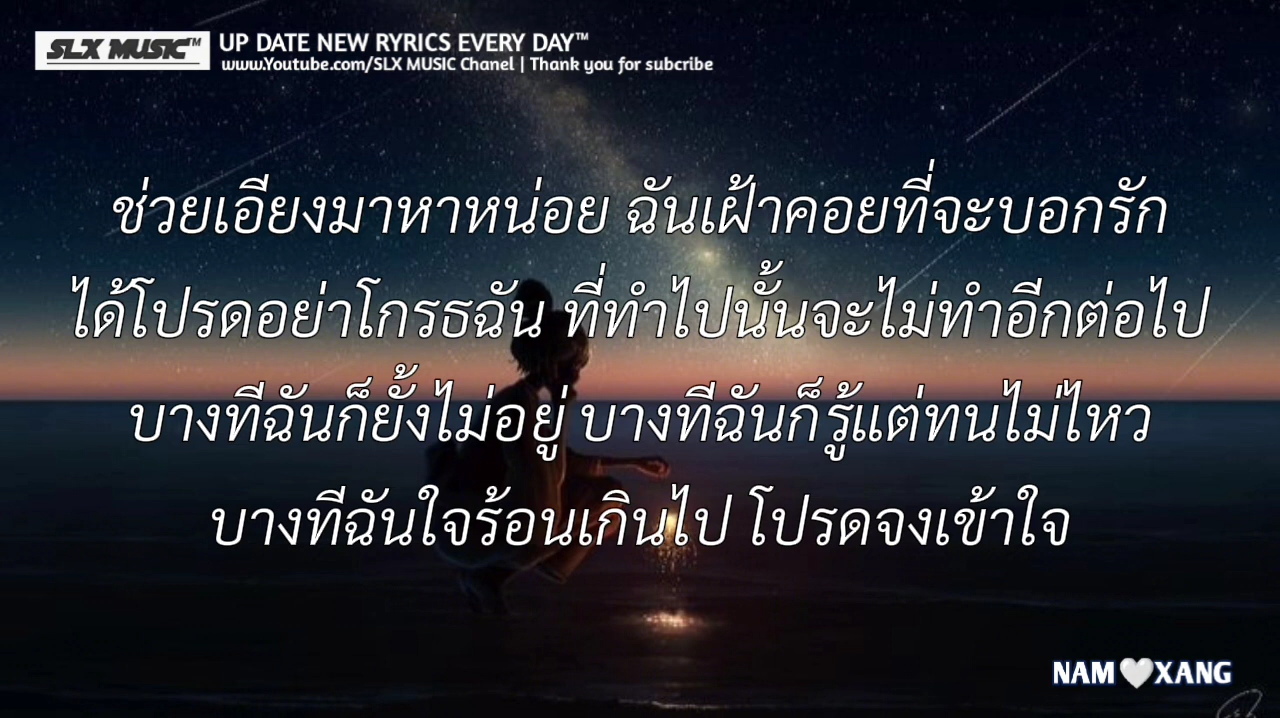 SLX MUSIC™
UP DATE NEW RYRICS EVERY DAY™
www.Youtube.com/SLX MUSIC Chanel | Thank you for subcribe
ช่วยเอียงมาหาหน่อย ฉันเฝ้าคอยที่จะบอกรัก
ได้โปรดอย่าโกรธฉัน ที่ทำไปนั้นจะไม่ทำอีกต่อไป
บางทีฉันก็ยั้งไม่อยู่ บางทีฉันก็รู้แต่ทนไม่ไหว
บางทีฉันใจร้อนเกินไป โปรดจงเข้าใจ
NAM🤍XANG